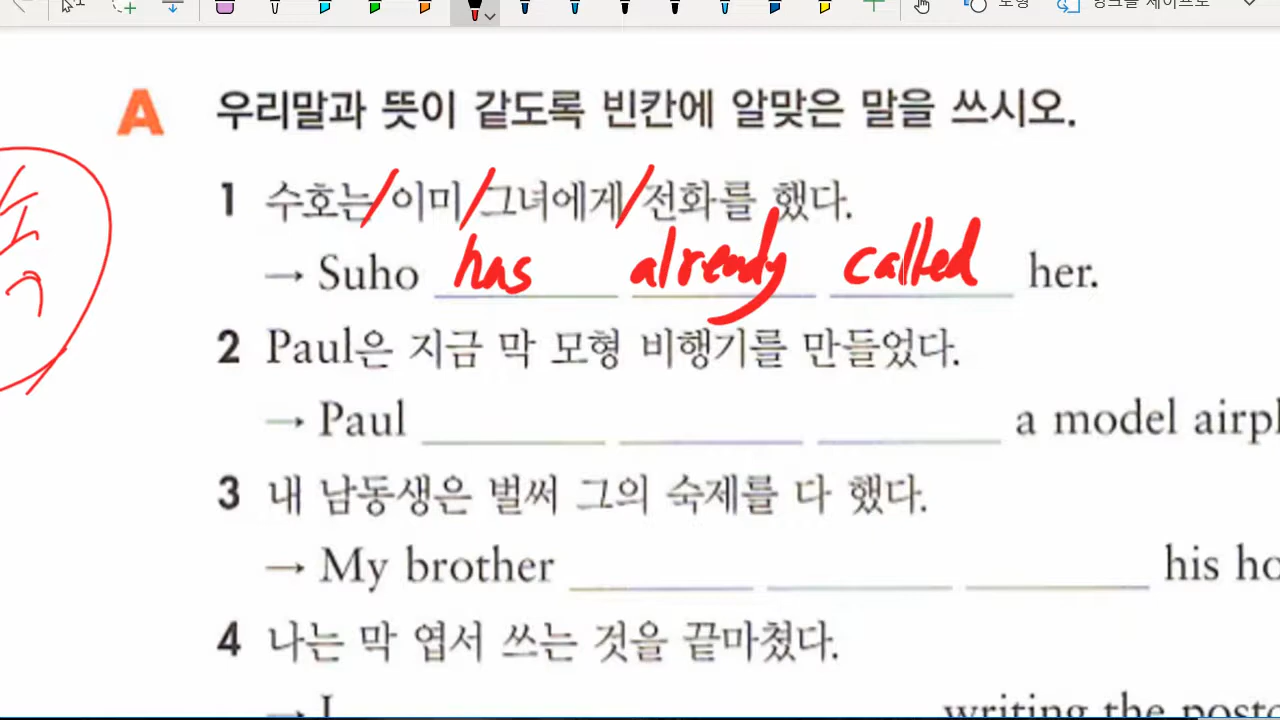 A 우리말과 뜻이 같도록 빈칸에 알맞은 말을 쓰시오.
1 수호는/이미/그녀에게/전화를 했다.
→ Suho has already called her.
2 Paul은 지금 막 모형 비행기를 만들었다.
→ Paul a model airpl
3 내 남동생은 벌써 그의 숙제를 다 했다.
→ My brother his ho
4 나는 막 엽서 쓰는 것을 끝마쳤다.
→ I writing the postc